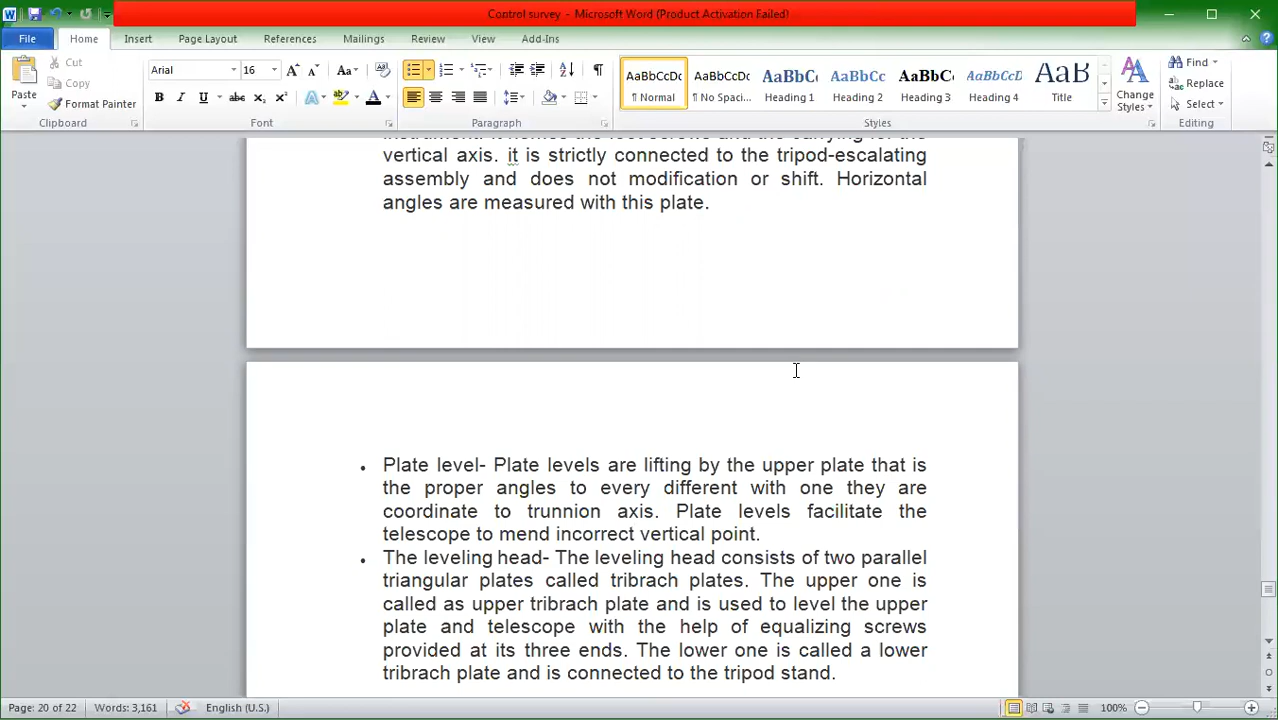 Control survey - Microsoft Word (Product Activation Failed)
File Home Insert Page Layout References Mailings Review View Add-Ins
Paste
Cut
Copy
Format Painter
Clipboard
Arial 16
Font
Paragraph
AaBbCcDc AaBbCcDc AaBbC AaBbCc AaBbC AaBbCcD AaB
¶ Normal ¶ No Spaci... Heading 1 Heading 2 Heading 3 Heading 4 Title
Change Styles
Styles
Find
Replace
Select
Editing
vertical axis. it is strictly connected to the tripod-escalating
assembly and does not modification or shift. Horizontal
angles are measured with this plate.
• Plate level- Plate levels are lifting by the upper plate that is
the proper angles to every different with one they are
coordinate to trunnion axis. Plate levels facilitate the
telescope to mend incorrect vertical point.
• The leveling head- The leveling head consists of two parallel
triangular plates called tribrach plates. The upper one is
called as upper tribrach plate and is used to level the upper
plate and telescope with the help of equalizing screws
provided at its three ends. The lower one is called a lower
tribrach plate and is connected to the tripod stand.
Page: 20 of 22 Words: 3,161 English (U.S.) 100%